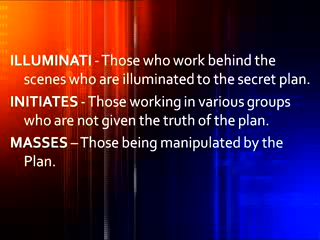 ILLUMINATI - Those who work behind the
scenes who are illuminated to the secret plan.
INITIATES - Those working in various groups
who are not given the truth of the plan.
MASSES – Those being manipulated by the
Plan.